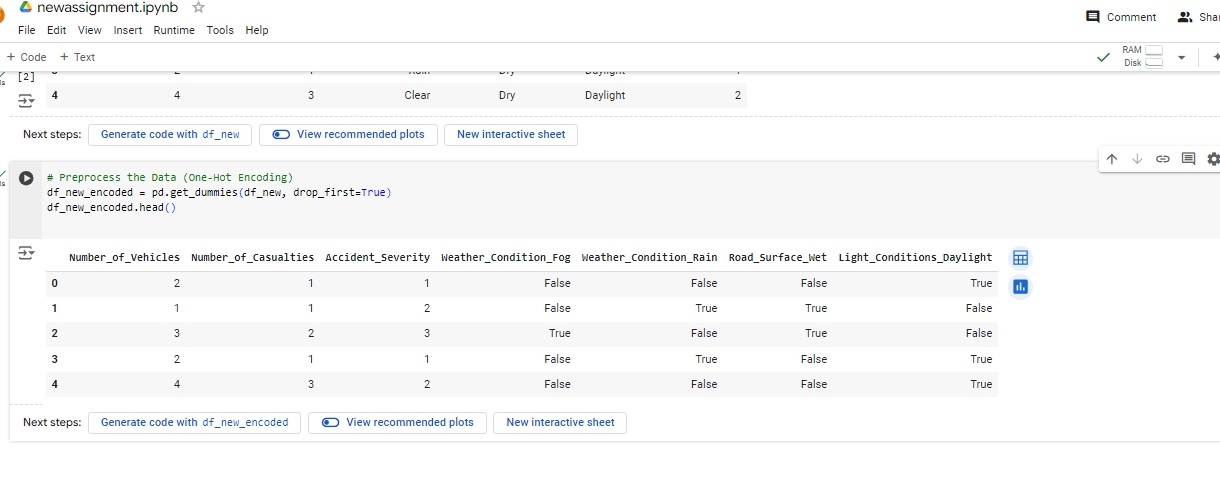 newassignment.ipynb
Comment
Shar
File Edit View Insert Runtime Tools Help
+ Code + Text
RAM
Disk
[2]
4 4 3 Clear Dry Daylight 2
Next steps: Generate code with df_new View recommended plots New interactive sheet
# Preprocess the Data (One-Hot Encoding)
df_new_encoded = pd.get_dummies(df_new, drop_first=True)
df_new_encoded.head()
Number_of_Vehicles Number_of_Casualties Accident_Severity Weather_Condition_Fog Weather_Condition_Rain Road_Surface_Wet Light_Conditions_Daylight
0 2 1 1 False False False True
1 1 1 2 False True True False
2 3 2 3 True False True False
3 2 1 1 False True False True
4 4 3 2 False False False True
Next steps: Generate code with df_new_encoded View recommended plots New interactive sheet